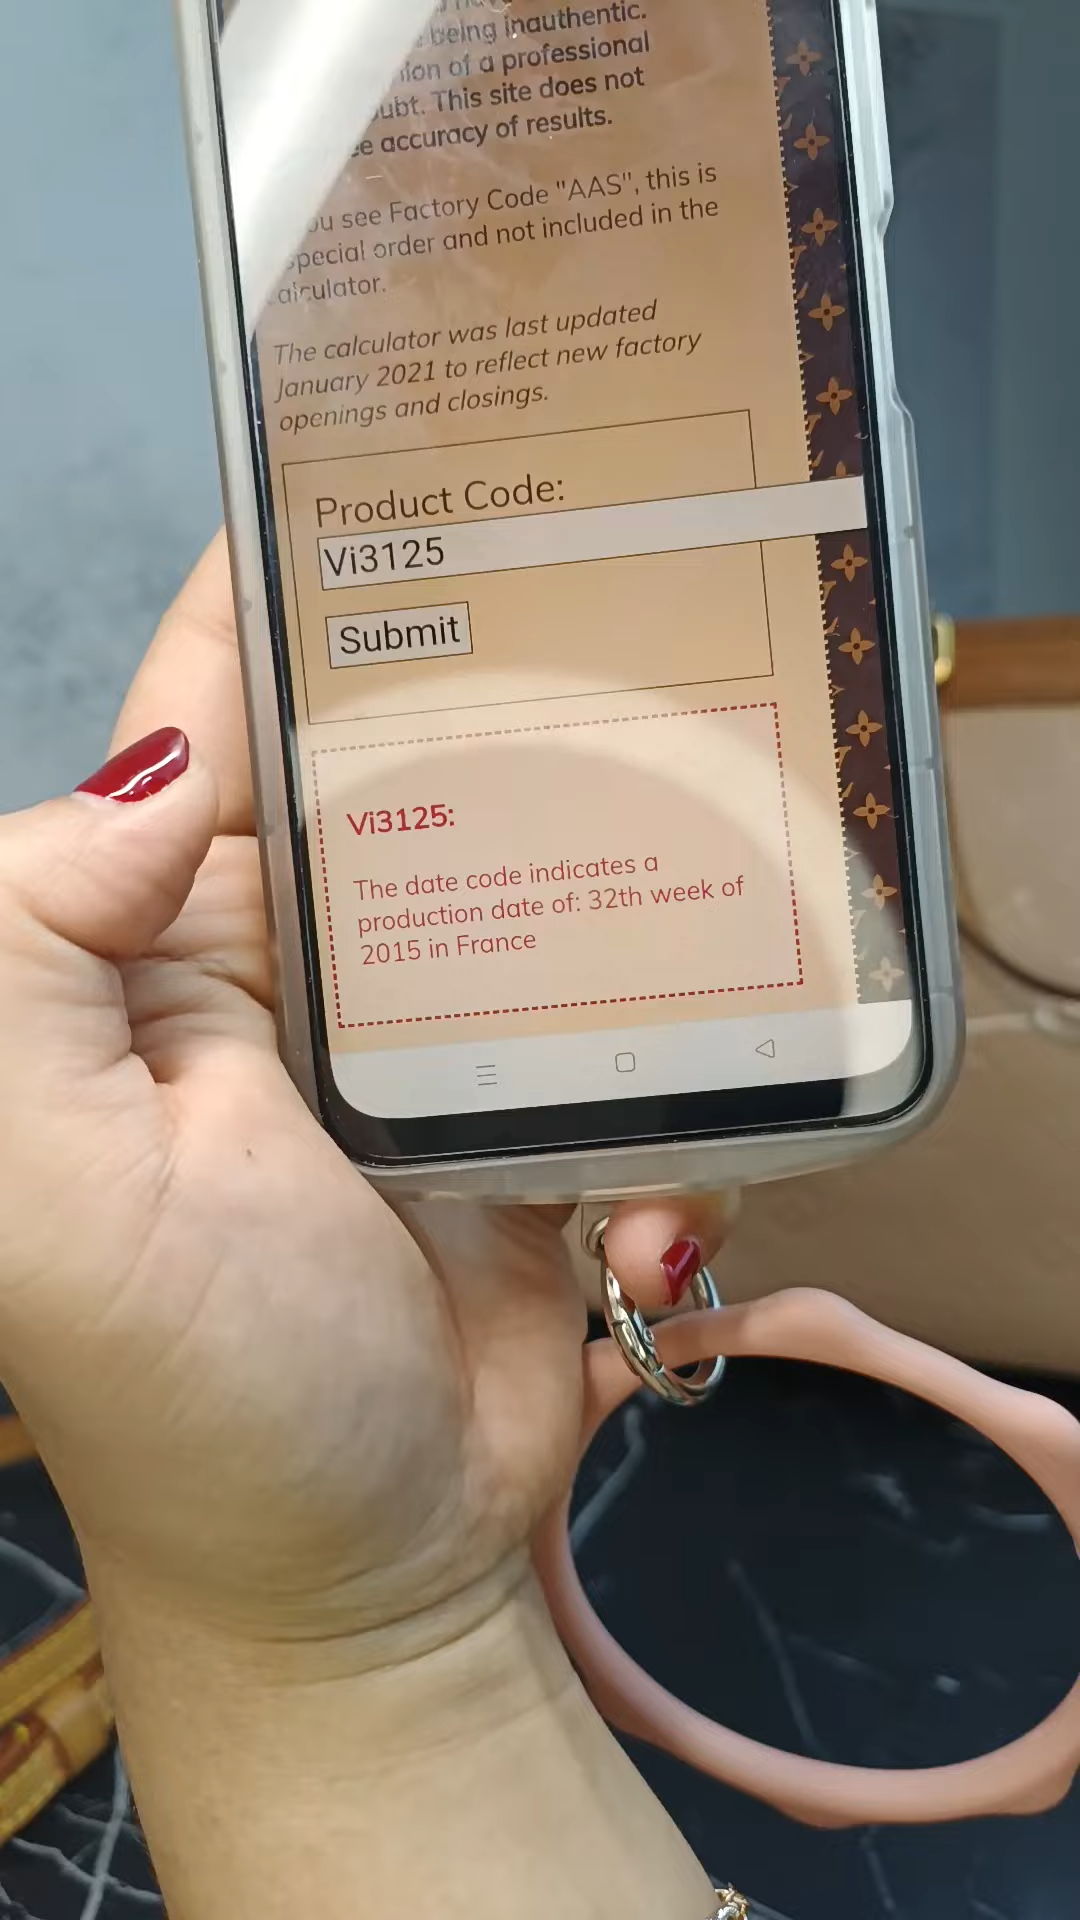 being inauthentic.
of a professional
This site does not
accuracy of results.
you see Factory Code "AAS", this is
special order and not included in the
calculator.
The calculator was last updated
January 2021 to reflect new factory
openings and closings.
Product Code:
Vi3125
Submit
Vi3125:
The date code indicates a
production date of: 32th week of
2015 in France